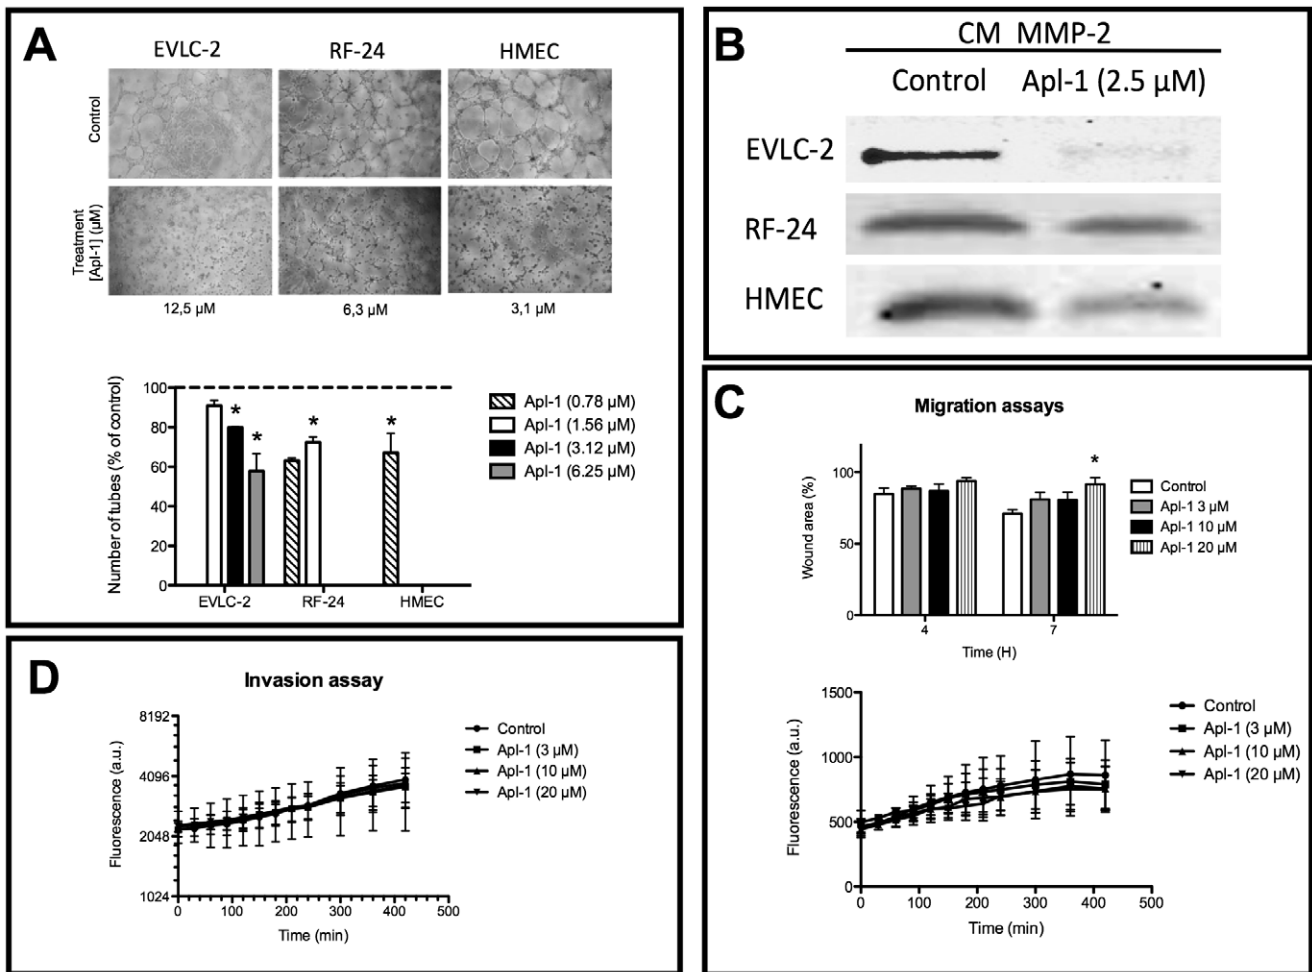 A
EVLC-2 RF-24 HMEC
Control
Treatment
[Apl-1] (µM)
12,5 µM 6,3 µM 3,1 µM
Number of tubes (% of control)
100
80
60
40
20
0
* * * *
EVLC-2 RF-24 HMEC
Apl-1 (0.78 µM)
Apl-1 (1.56 µM)
Apl-1 (3.12 µM)
Apl-1 (6.25 µM)
B
CM MMP-2
Control Apl-1 (2.5 µM)
EVLC-2
RF-24
HMEC
C
Migration assays
Wound area (%)
100
50
0
*
4 7
Time (H)
Control
Apl-1 3 µM
Apl-1 10 µM
Apl-1 20 µM
Fluorescence (a.u.)
1500
1000
500
0
0 100 200 300 400 500
Time (min)
Control
Apl-1 (3 µM)
Apl-1 (10 µM)
Apl-1 (20 µM)
D
Invasion assay
Fluorescence (a.u.)
8192
4096
2048
1024
0 100 200 300 400 500
Time (min)
Control
Apl-1 (3 µM)
Apl-1 (10 µM)
Apl-1 (20 µM)